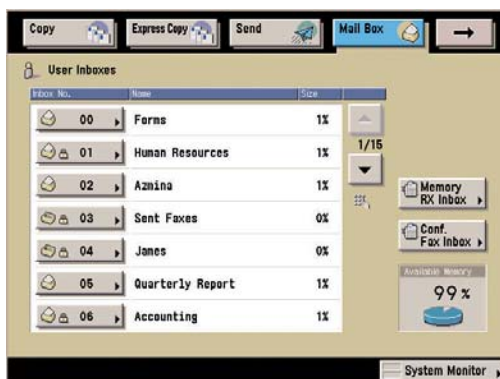 Copy Express Copy Send Mail Box
User Inboxes
Inbox No. Name Size
00 Forms 1%
01 Human Resources 1%
1/15
02 Azmina 1%
Memory
RX Inbox
03 Sent Faxes 0%
Conf.
Fax Inbox
04 James 0%
Available Memory
05 Quarterly Report 1%
99 %
06 Accounting 1%
System Monitor